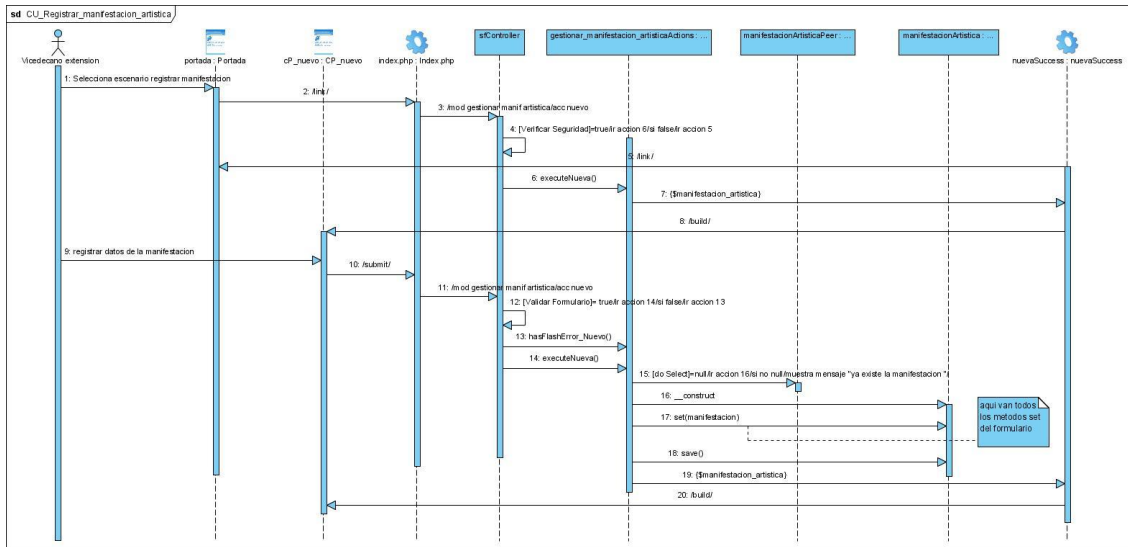 sd CU_Registrar_manifestacion_artistica
Vicedecano extension
portada : Portada
cP_nuevo : CP_nuevo
index.php : Index.php
sfController
gestionar_manifestacion_artisticaActions : ...
manifestacionArtisticaPeer : ...
manifestacionArtistica : ...
nuevaSuccess : nuevaSuccess
1: Selecciona escenario registrar manifestacion
2: /link/
3: /mod gestionar manif artistica/acc nuevo
4: [Verificar Seguridad]=true/ir accion 6/si false/ir accion 5
5: /link/
6: executeNueva()
7: {$manifestacion_artistica}
8: /build/
9: registrar datos de la manifestacion
10: /submit/
11: /mod gestionar manif artistica/acc nuevo
12: [Validar Formulario]= true/ir accion 14/si false/ir accion 13
13: hasFlashError_Nuevo()
14: executeNueva()
15: [do Select]=null/ir accion 16/si no null/muestra mensaje "ya existe la manifestacion "/
16: __construct
aqui van todos
los metodos set
del formulario
17: set(manifestacion)
18: save()
19: {$manifestacion_artistica}
20: /build/